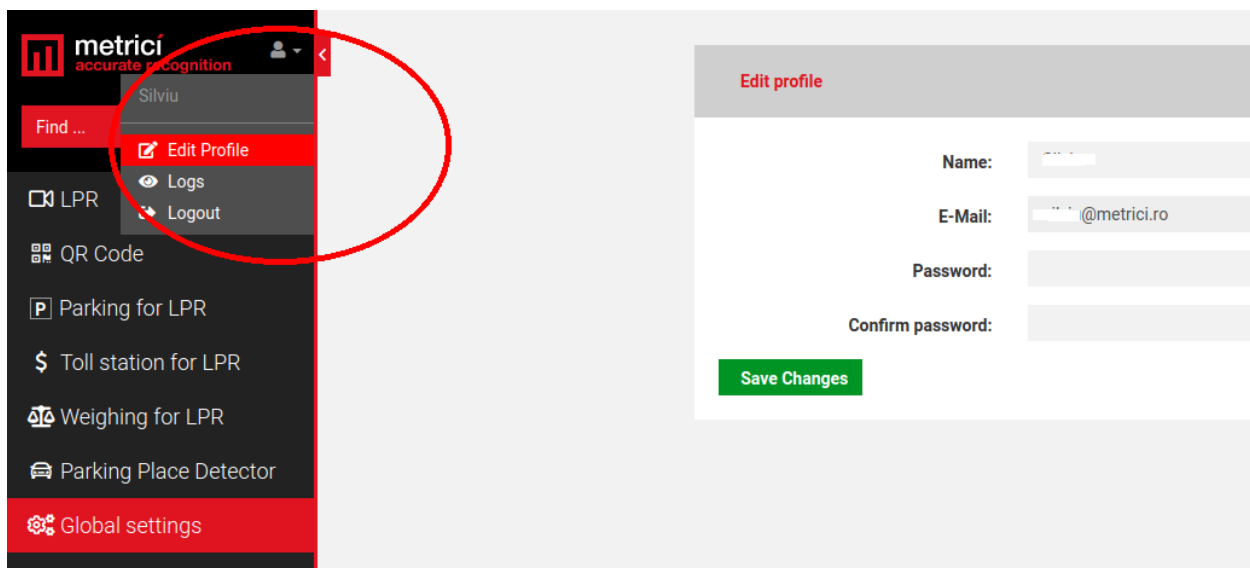 metrici
accurate recognition
Silviu
Find ...
Edit Profile
Logs
Logout
LPR
QR Code
P Parking for LPR
$ Toll station for LPR
Weighing for LPR
Parking Place Detector
Global settings
Edit profile
Name:
E-Mail: @metrici.ro
Password:
Confirm password:
Save Changes